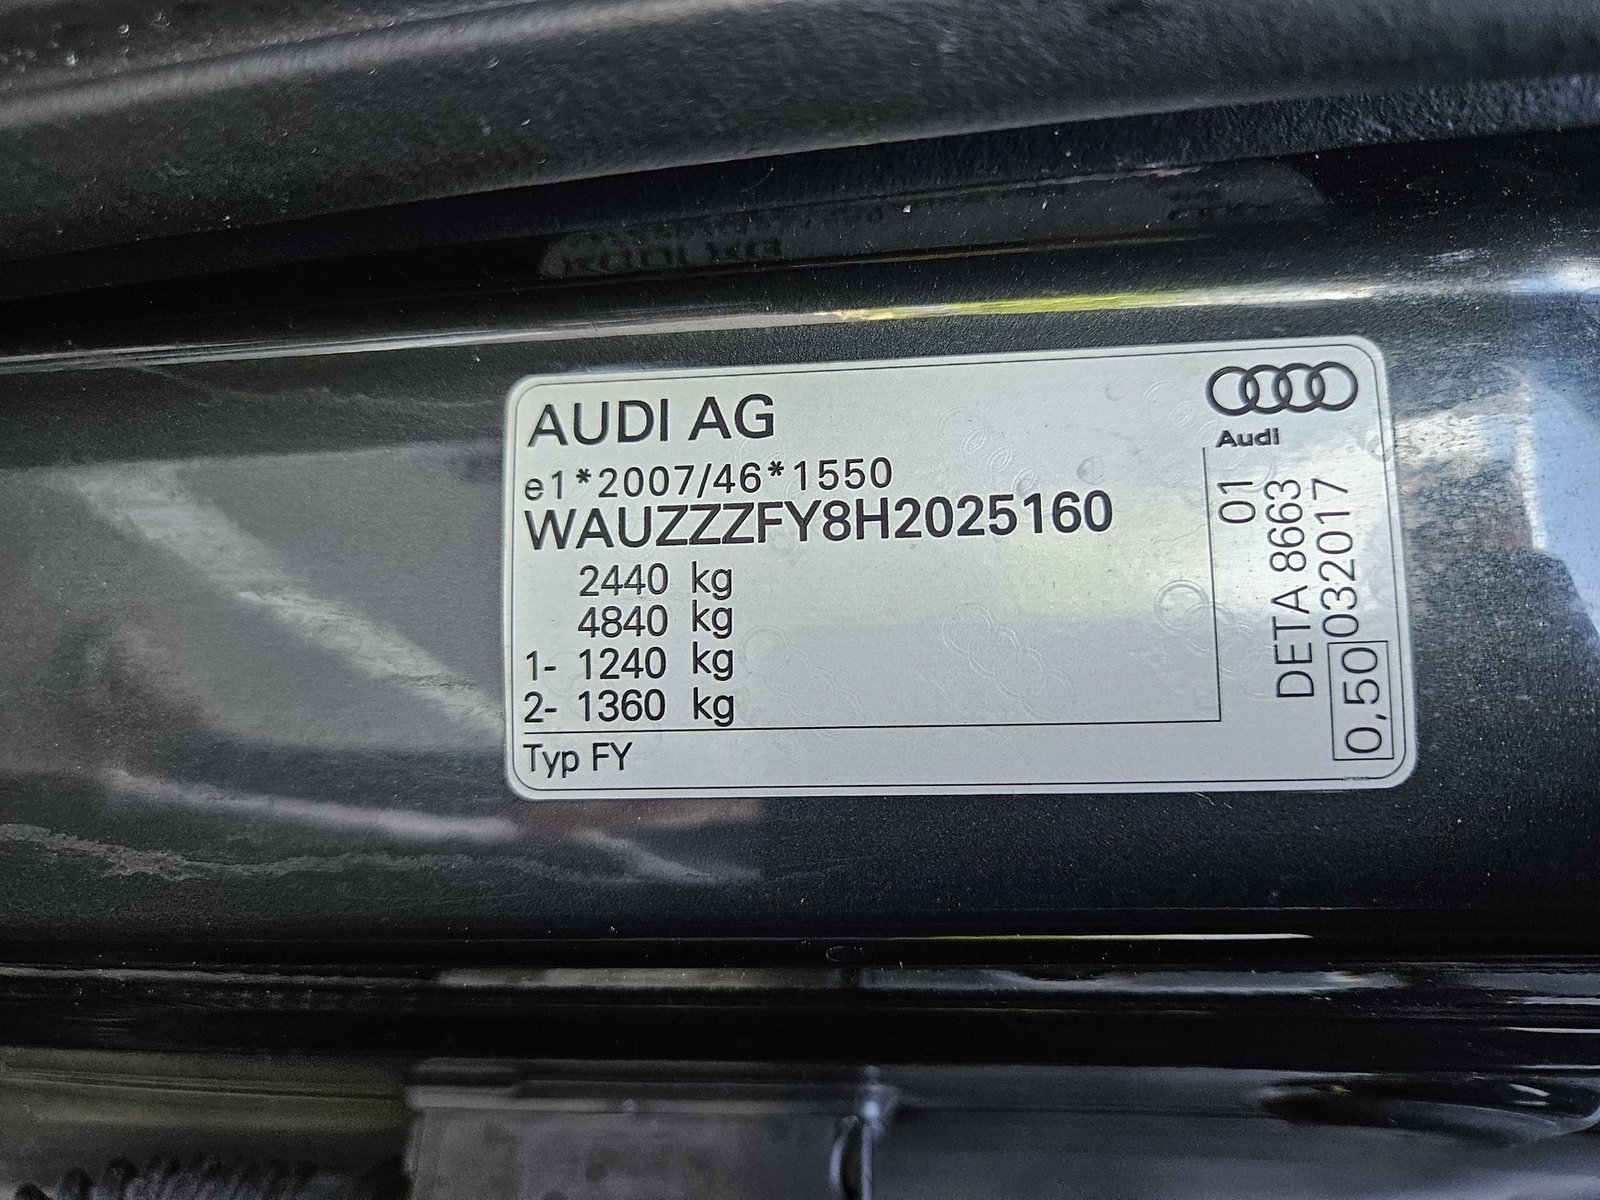 AUDI AG
e1*2007/46*1550
WAUZZZFY8H2025160
2440 kg
4840 kg
1- 1240 kg
2- 1360 kg
Typ FY
Audi
01
DETA 8663
0,50 032017